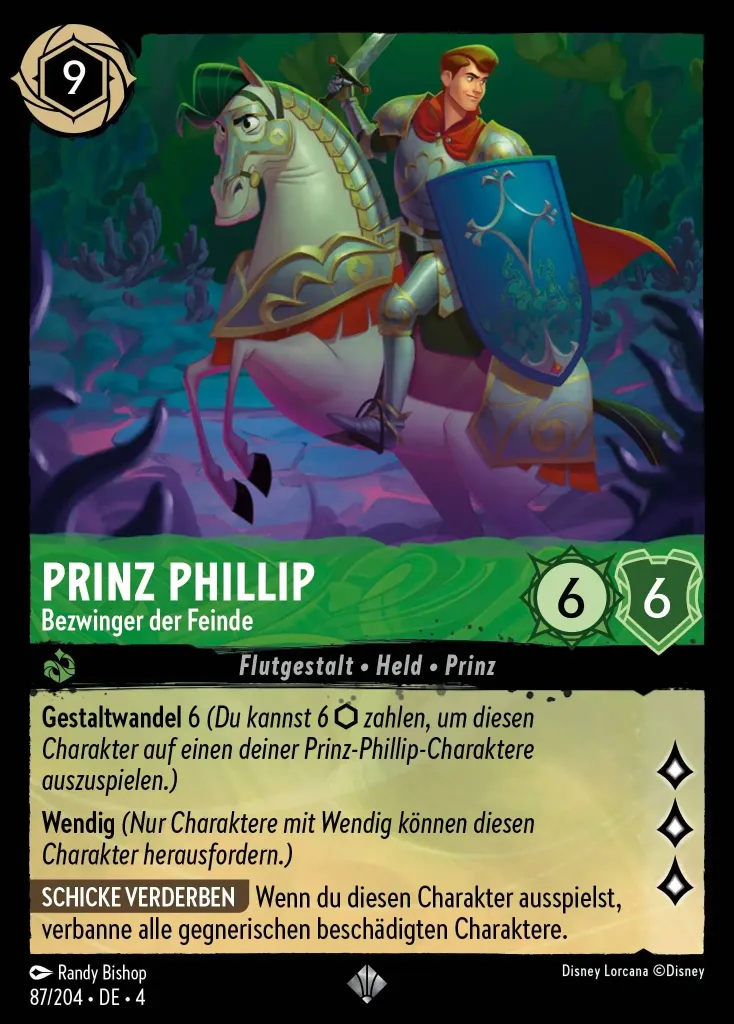 9
PRINZ PHILLIP
Bezwinger der Feinde
6
6
Flutgestalt • Held • Prinz
Gestaltwandel 6 (Du kannst 6 ⬡ zahlen, um diesen
Charakter auf einen deiner Prinz-Phillip-Charaktere
auszuspielen.)
Wendig (Nur Charaktere mit Wendig können diesen
Charakter herausfordern.)
SCHICKE VERDERBEN Wenn du diesen Charakter ausspielst,
verbanne alle gegnerischen beschädigten Charaktere.
Randy Bishop
87/204 • DE • 4
Disney Lorcana ©Disney